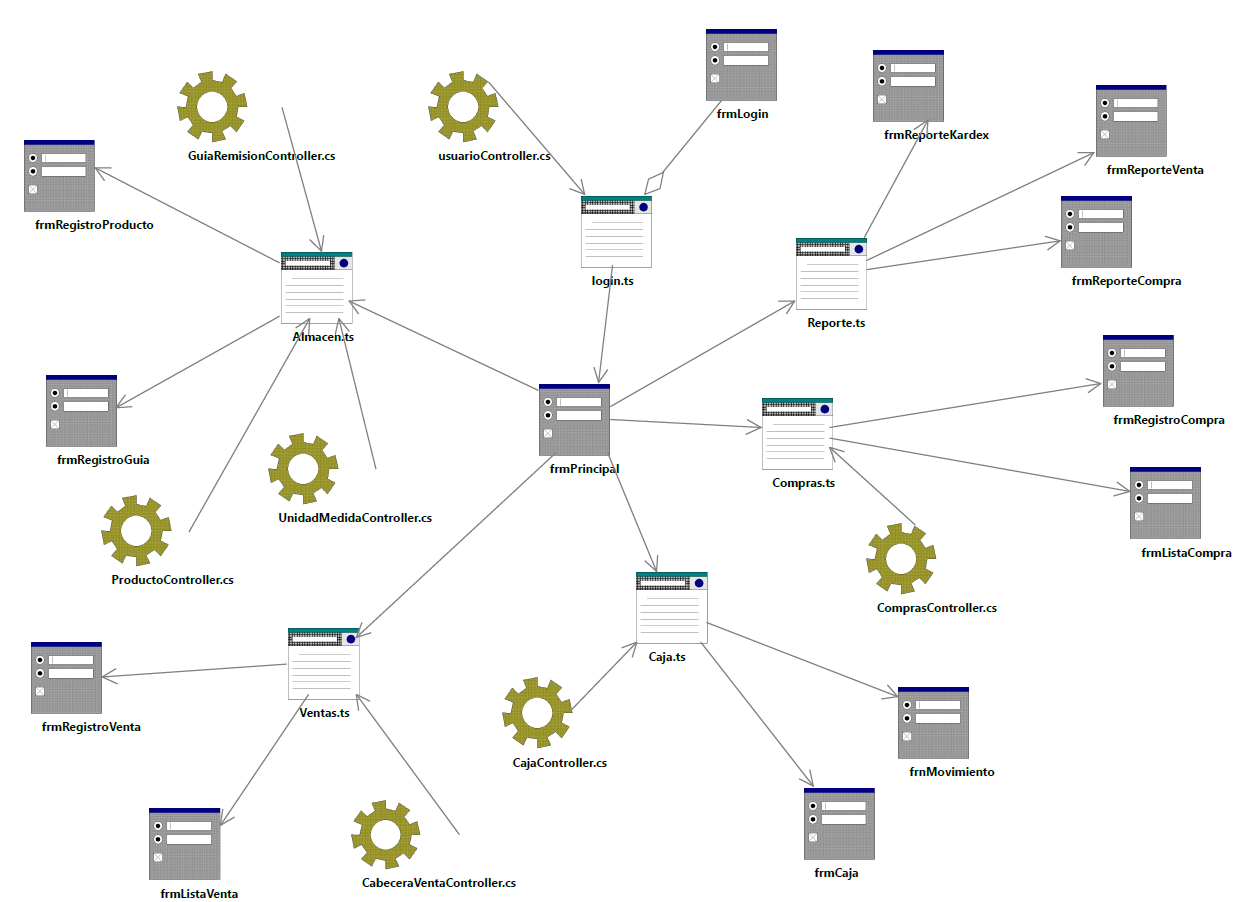 frmLogin
frmReporteKardex
GuiaRemisionController.cs
usuarioController.cs
frmReporteVenta
frmRegistroProducto
login.ts
frmReporteCompra
Almacen.ts
Reporte.ts
frmRegistroCompra
frmRegistroGuia
frmPrincipal
Compras.ts
UnidadMedidaController.cs
frmListaCompra
ProductoController.cs
ComprasController.cs
Caja.ts
Ventas.ts
frmRegistroVenta
CajaController.cs
frnMovimiento
frmCaja
CabeceraVentaController.cs
frmListaVenta